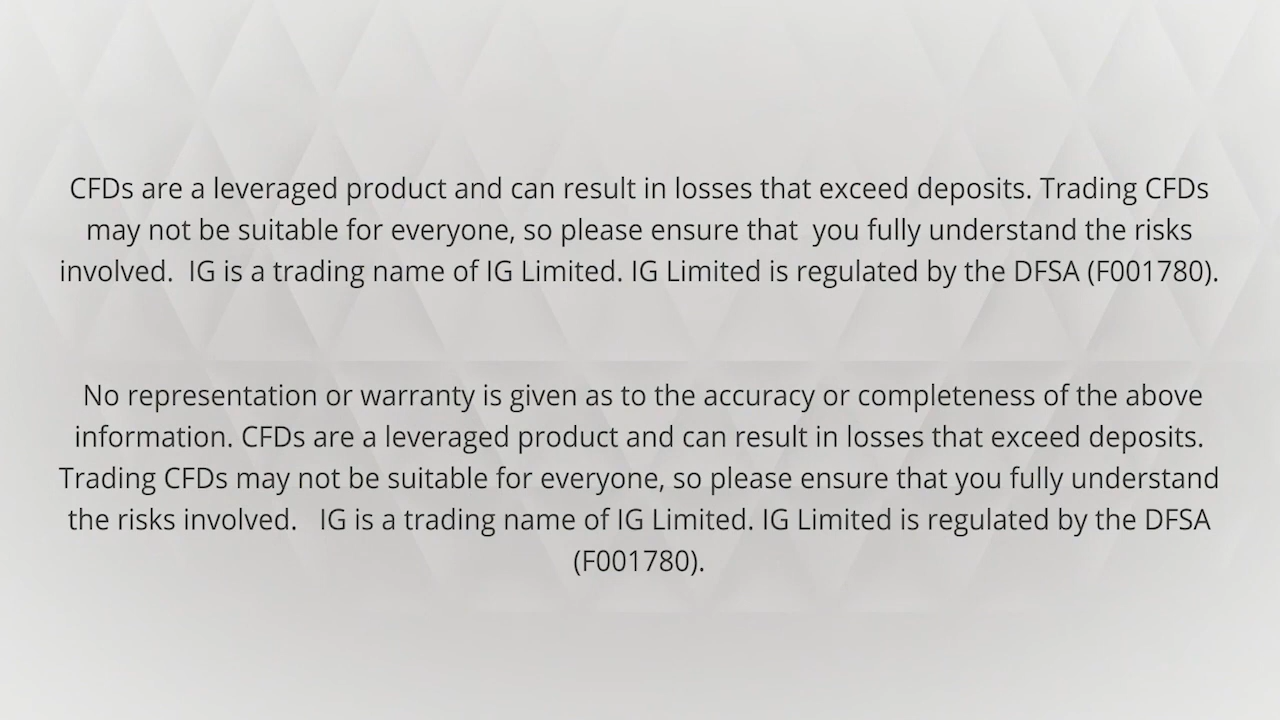 CFDs are a leveraged product and can result in losses that exceed deposits. Trading CFDs
may not be suitable for everyone, so please ensure that  you fully understand the risks
involved.  IG is a trading name of IG Limited. IG Limited is regulated by the DFSA (F001780).
No representation or warranty is given as to the accuracy or completeness of the above
information. CFDs are a leveraged product and can result in losses that exceed deposits.
Trading CFDs may not be suitable for everyone, so please ensure that you fully understand
the risks involved.   IG is a trading name of IG Limited. IG Limited is regulated by the DFSA
(F001780).